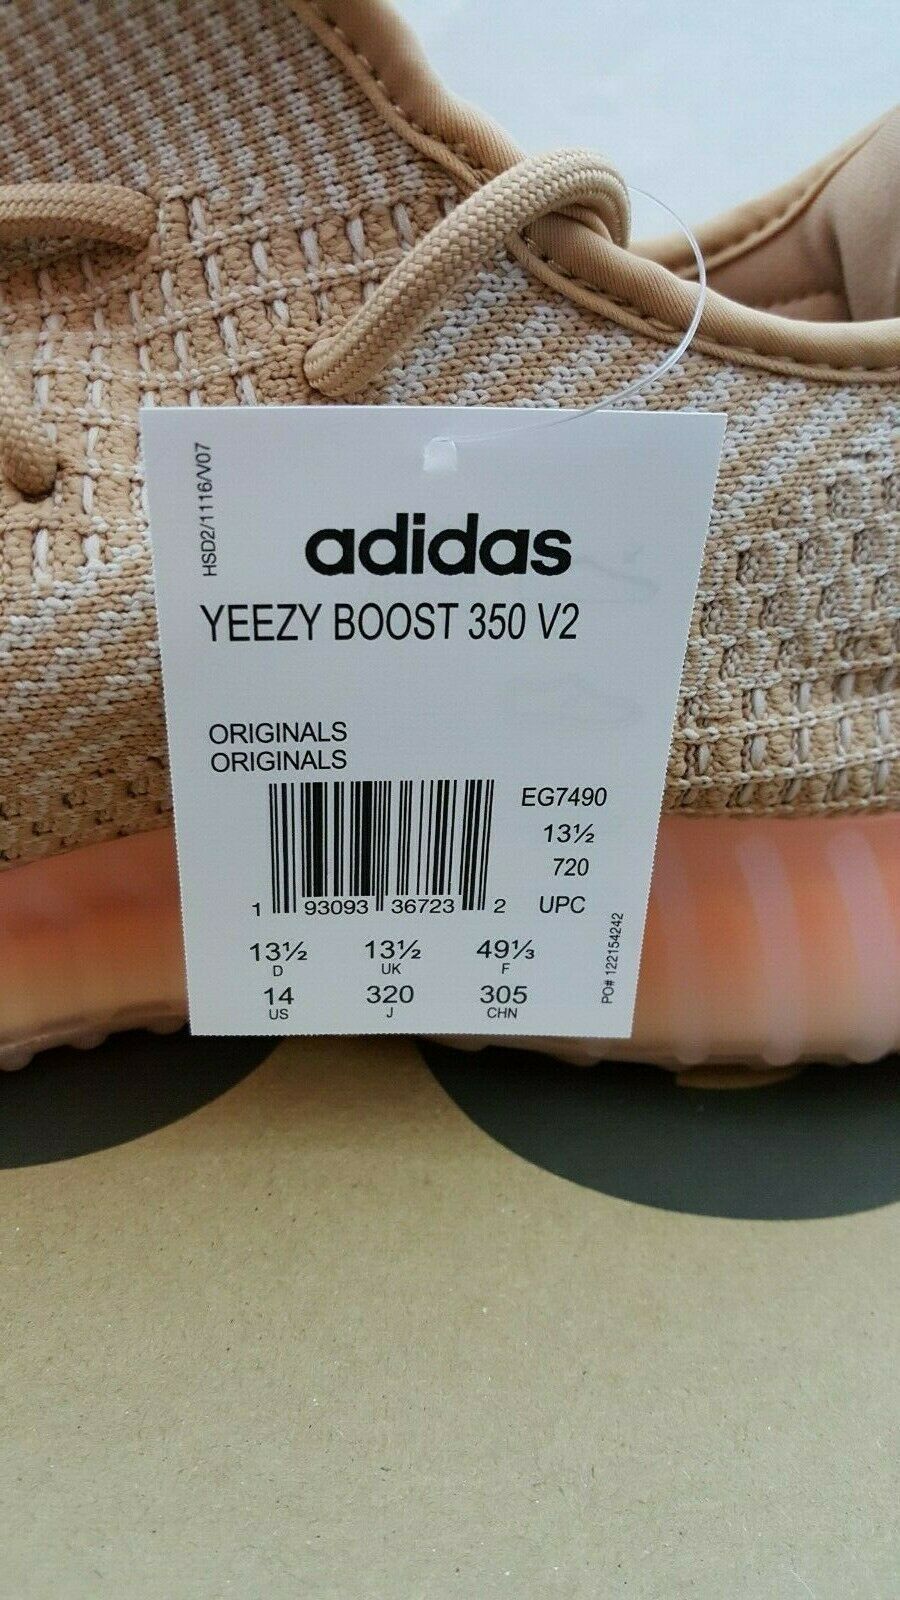 HSD2/1116/V07
adidas
YEEZY BOOST 350 V2
ORIGINALS
ORIGINALS
EG7490
13½
720
1 93093 36723 2 UPC
13½ 13½ 49⅓
D UK F
14 320 305
US J CHN
PO# 122154242